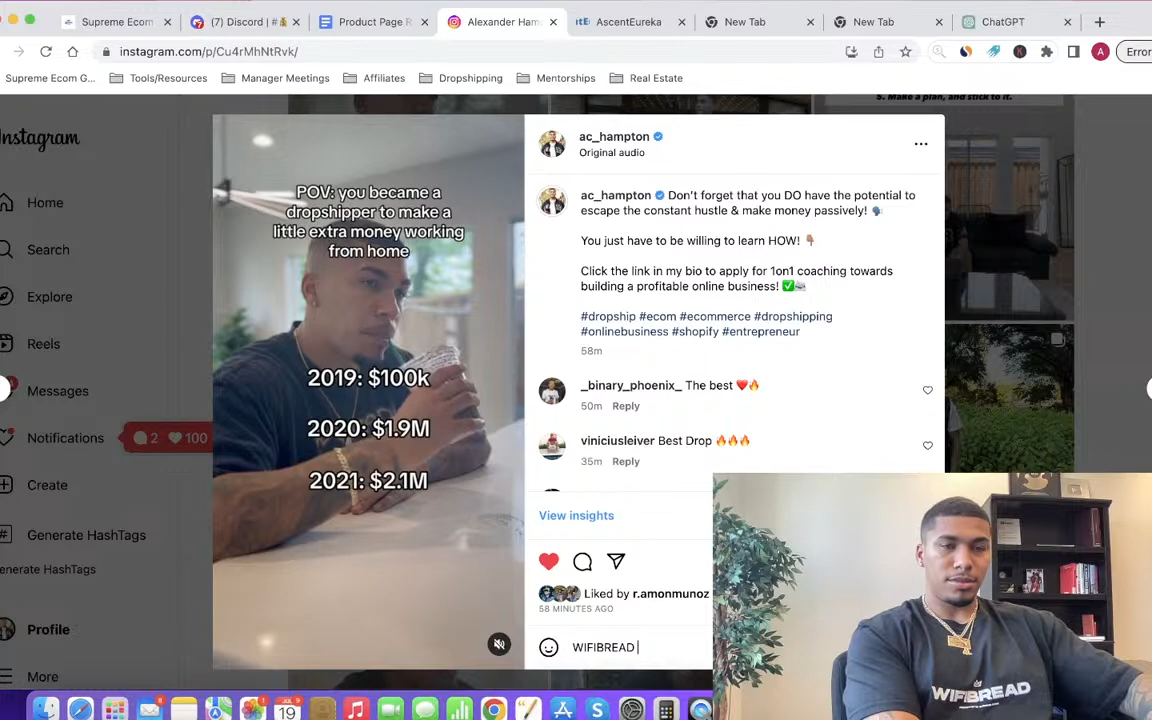 Supreme Ecom
(7) Discord | #
Product Page R
Alexander Ham
AscentEureka
New Tab
New Tab
ChatGPT
instagram.com/p/Cu4rMhNtRvk/
A
Error
Supreme Ecom G...
Tools/Resources
Manager Meetings
Affiliates
Dropshipping
Mentorships
Real Estate
5. Make a plan, and stick to it.
Instagram
Home
Search
Explore
Reels
Messages
Notifications
2
100
Create
# Generate HashTags
enerate HashTags
Profile
More
POV: you became a
dropshipper to make a
little extra money working
from home
2019: $100k
2020: $1.9M
2021: $2.1M
ac_hampton
Original audio
ac_hampton Don't forget that you DO have the potential to
escape the constant hustle & make money passively! 🗣️
You just have to be willing to learn HOW! 👇🏽
Click the link in my bio to apply for 1on1 coaching towards
building a profitable online business! ✅
#dropship #ecom #ecommerce #dropshipping
#onlinebusiness #shopify #entrepreneur
58m
_binary_phoenix_ The best ❤️🔥
50m Reply
viniciusleiver Best Drop 🔥🔥🔥
35m Reply
View insights
Liked by r.amonmunoz
58 MINUTES AGO
WIFIBREAD
WIFIBREAD
JUL
19